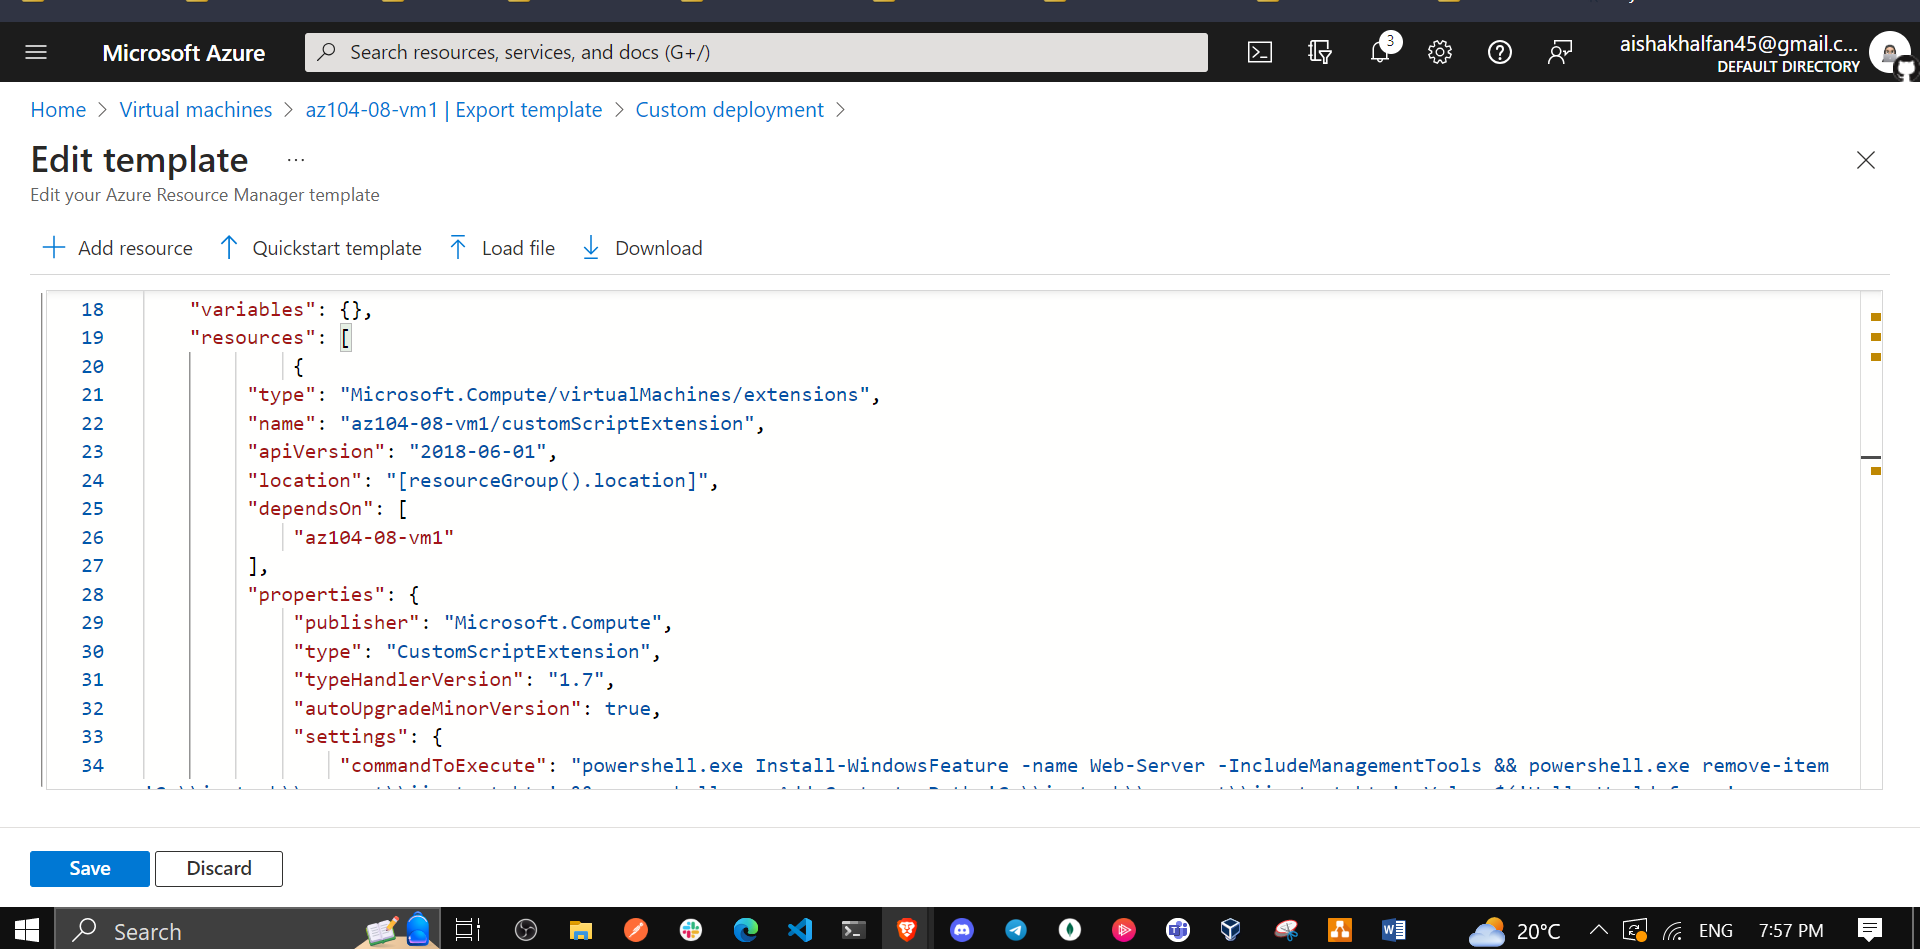 Microsoft Azure
Search resources, services, and docs (G+/)
3
aishakhalfan45@gmail.c...
DEFAULT DIRECTORY
Home > Virtual machines > az104-08-vm1 | Export template > Custom deployment >
Edit template ...
Edit your Azure Resource Manager template
Add resource
Quickstart template
Load file
Download
18 "variables": {},
19 "resources": [
20 {
21 "type": "Microsoft.Compute/virtualMachines/extensions",
22 "name": "az104-08-vm1/customScriptExtension",
23 "apiVersion": "2018-06-01",
24 "location": "[resourceGroup().location]",
25 "dependsOn": [
26 "az104-08-vm1"
27 ],
28 "properties": {
29 "publisher": "Microsoft.Compute",
30 "type": "CustomScriptExtension",
31 "typeHandlerVersion": "1.7",
32 "autoUpgradeMinorVersion": true,
33 "settings": {
34 "commandToExecute": "powershell.exe Install-WindowsFeature -name Web-Server -IncludeManagementTools && powershell.exe remove-item
Save
Discard
Search
20°C
ENG
7:57 PM